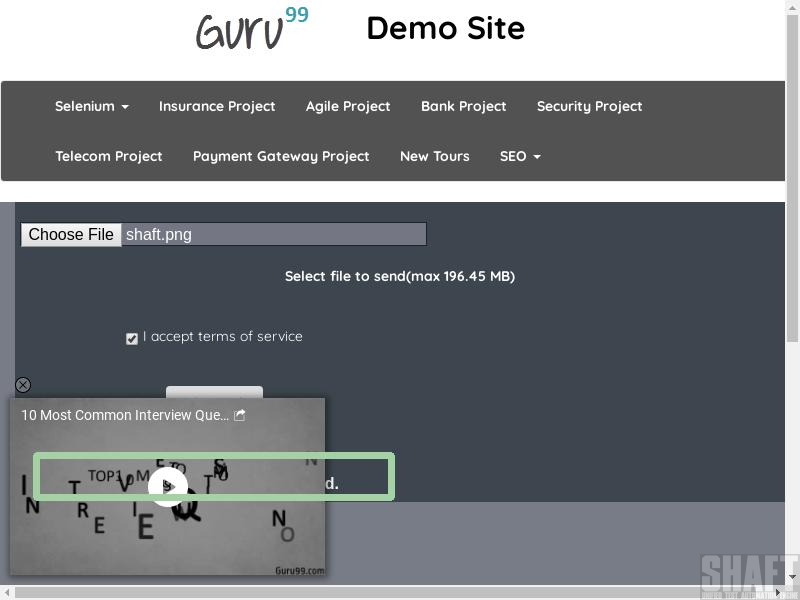 Guru99
Demo Site
Selenium
Insurance Project
Agile Project
Bank Project
Security Project
Telecom Project
Payment Gateway Project
New Tours
SEO
Choose File
shaft.png
Select file to send(max 196.45 MB)
I accept terms of service
10 Most Common Interview Que...
d.
Guru99.com
SHAFT